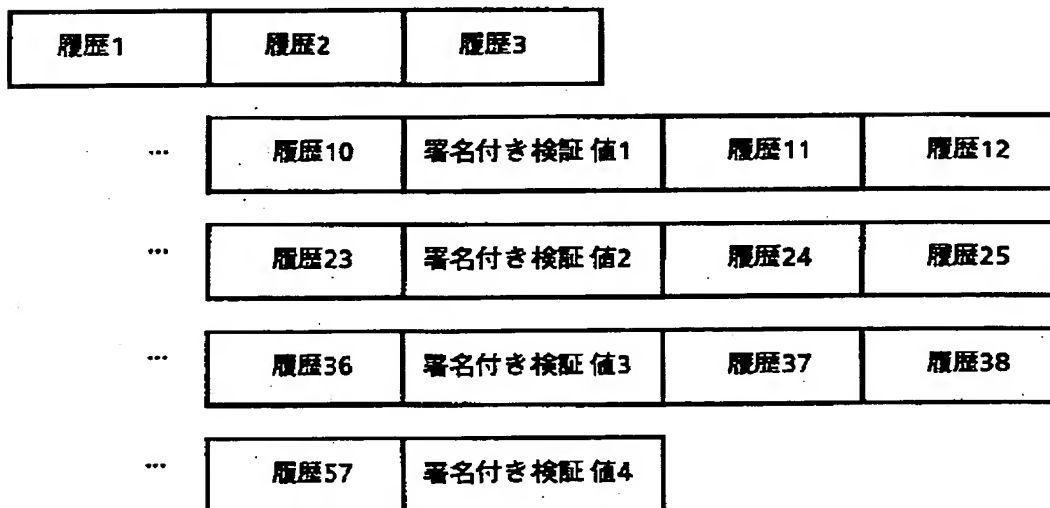 履歴1 履歴2 履歴3
... 履歴10 署名付き検証 値1 履歴11 履歴12
... 履歴23 署名付き検証 値2 履歴24 履歴25
... 履歴36 署名付き検証 値3 履歴37 履歴38
... 履歴57 署名付き検証 値4